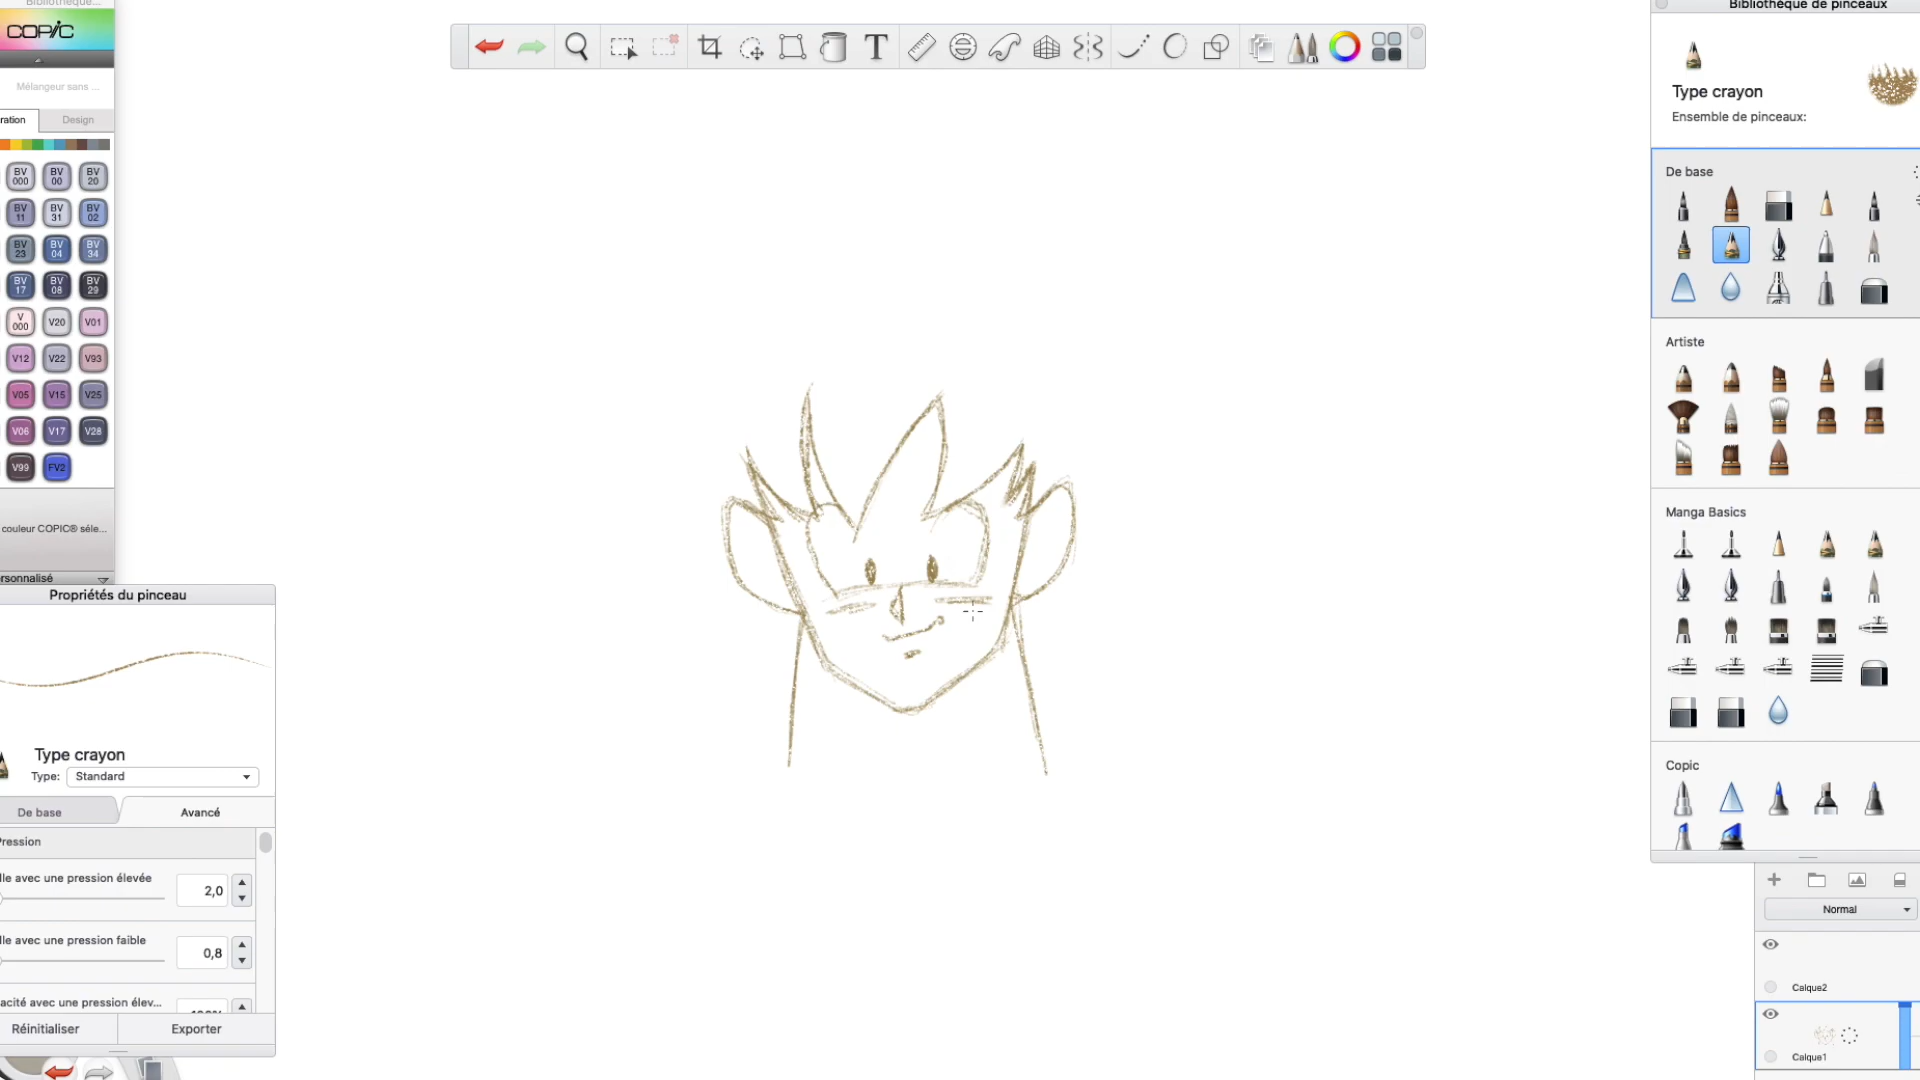 Bibliothèque...
COPIC
Mélangeur sans ...
ration
Design
BV 000
BV 00
BV 20
BV 11
BV 31
BV 02
BV 23
BV 04
BV 34
BV 17
BV 08
BV 29
V 000
V20
V01
V12
V22
V93
V05
V15
V25
V06
V17
V28
V99
FV2
couleur COPIC® séle...
rsonnalisé
Propriétés du pinceau
Type crayon
Type:
Standard
De base
Avancé
Pression
lle avec une pression élevée
2,0
lle avec une pression faible
0,8
acité avec une pression élev...
Réinitialiser
Exporter
T
Bibliothèque de pinceaux
Type crayon
Ensemble de pinceaux:
De base
Artiste
Manga Basics
Copic
Normal
Calque2
Calque1